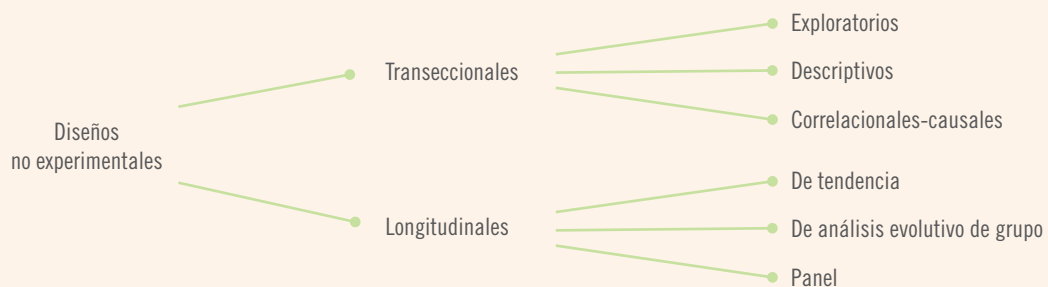 Diseños
no experimentales
Transeccionales
Exploratorios
Descriptivos
Correlacionales-causales
Longitudinales
De tendencia
De análisis evolutivo de grupo
Panel